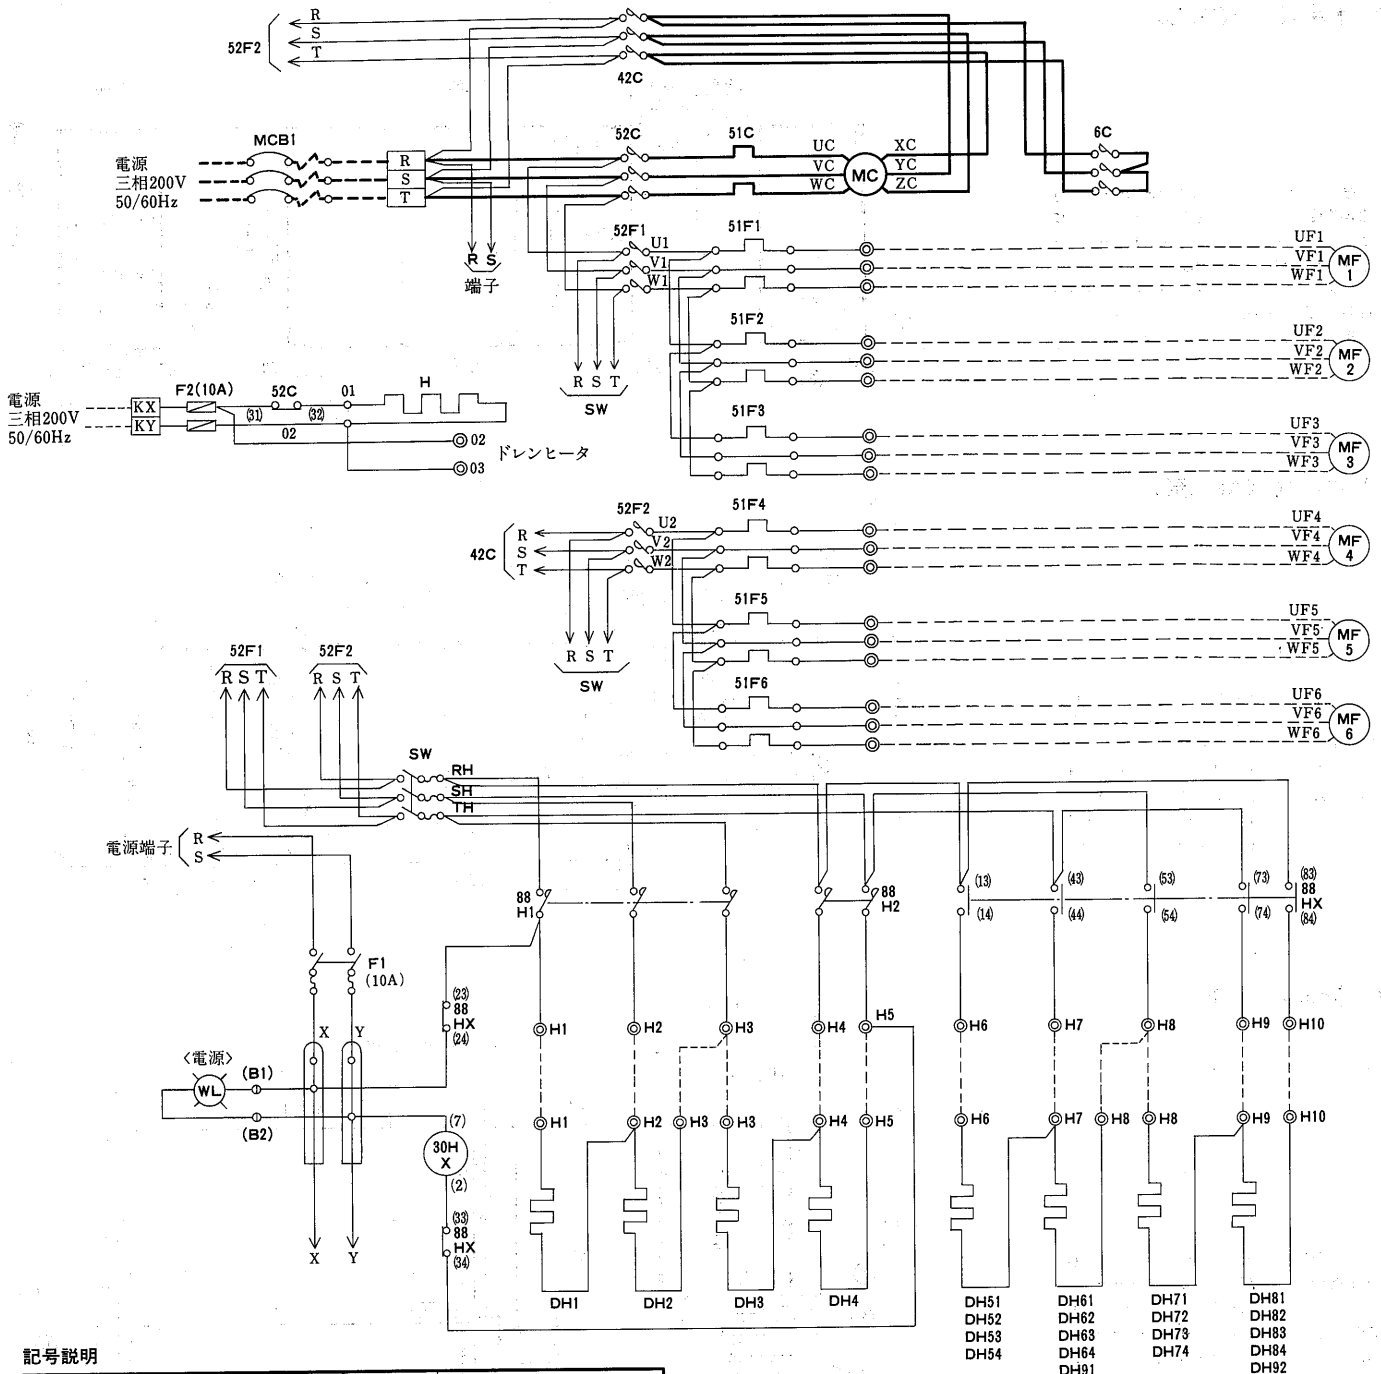 R
S
T
52F2
42C
MCB1
52C
51C
6C
電源
三相200V
50/60Hz
R
S
T
UC
VC
WC
MC
XC
YC
ZC
R S
端子
52F1
U1
V1
W1
51F1
UF1
VF1
WF1
MF
1
51F2
UF2
VF2
WF2
MF
2
R S T
SW
電源
三相200V
50/60Hz
KX
KY
F2(10A)
52C
(31)
(32)
01
H
02
02
03
ドレンヒータ
51F3
UF3
VF3
WF3
MF
3
42C
R
S
T
52F2
U2
V2
W2
51F4
UF4
VF4
WF4
MF
4
51F5
UF5
VF5
WF5
MF
5
R S T
SW
51F6
UF6
VF6
WF6
MF
6
52F1
R S T
52F2
R S T
SW
RH
SH
TH
電源端子
R
S
88
H1
88
H2
(13)
(14)
(43)
(44)
(53)
(54)
(73)
(74)
(83)
88
HX
(84)
F1
(10A)
(23)
88
HX
(24)
H1
H2
H3
H4
H5
H6
H7
H8
H9
H10
X
Y
〈電源〉
WL
(B1)
(B2)
(7)
30H
X
(2)
H1
H2
H3
H3
H4
H5
H6
H7
H8
H8
H9
H10
(33)
88
HX
(34)
X
Y
DH1
DH2
DH3
DH4
DH51
DH52
DH53
DH54
DH61
DH62
DH63
DH64
DH91
DH71
DH72
DH73
DH74
DH81
DH82
DH83
DH84
DH92
記号説明